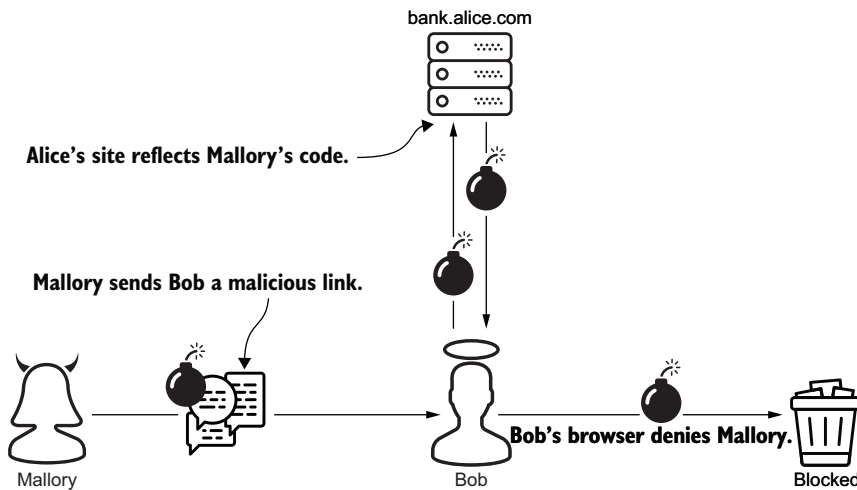 bank.alice.com
Alice’s site reflects Mallory’s code.
Mallory sends Bob a malicious link.
Bob’s browser denies Mallory.
Mallory
Bob
Blocked